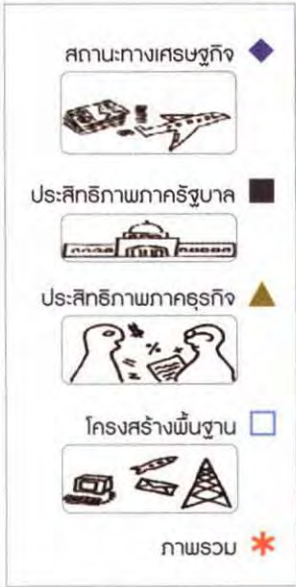 สถานะทางเศรษฐกิจ
ประสิทธิภาพภาครัฐบาล
ประสิทธิภาพภาคธุรกิจ
%
โครงสร้างพื้นฐาน
ภาพรวม